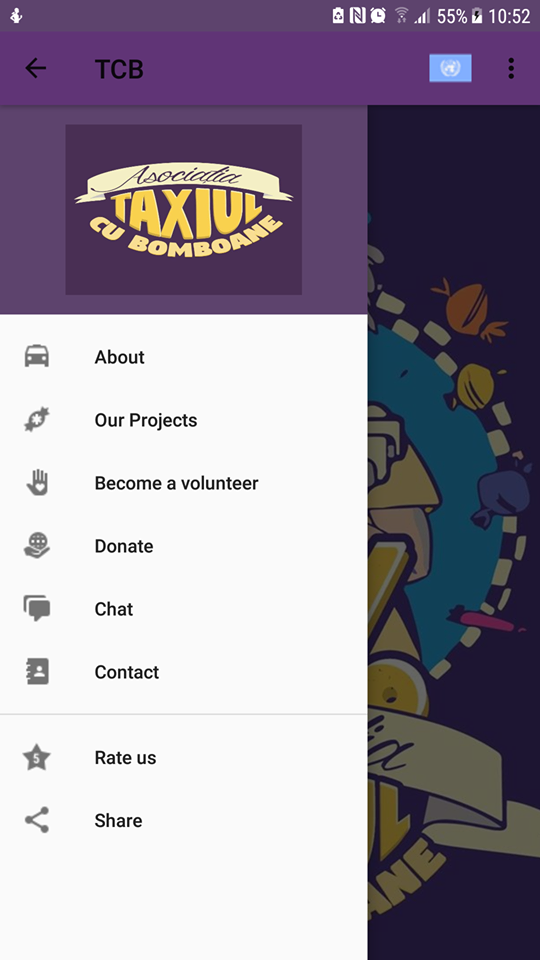 55% 10:52
TCB
Asociația
TAXIUL
CU BOMBOANE
About
Our Projects
Become a volunteer
Donate
Chat
Contact
5
Rate us
Share